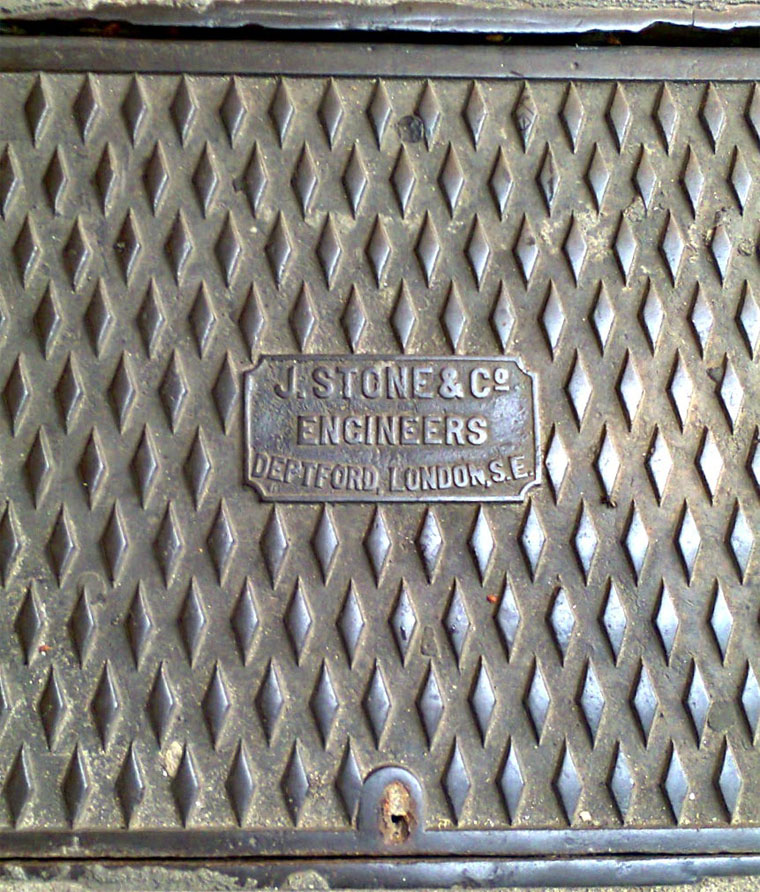 J. STONE & Cº
ENGINEERS
DEPTFORD, LONDON, S.E.